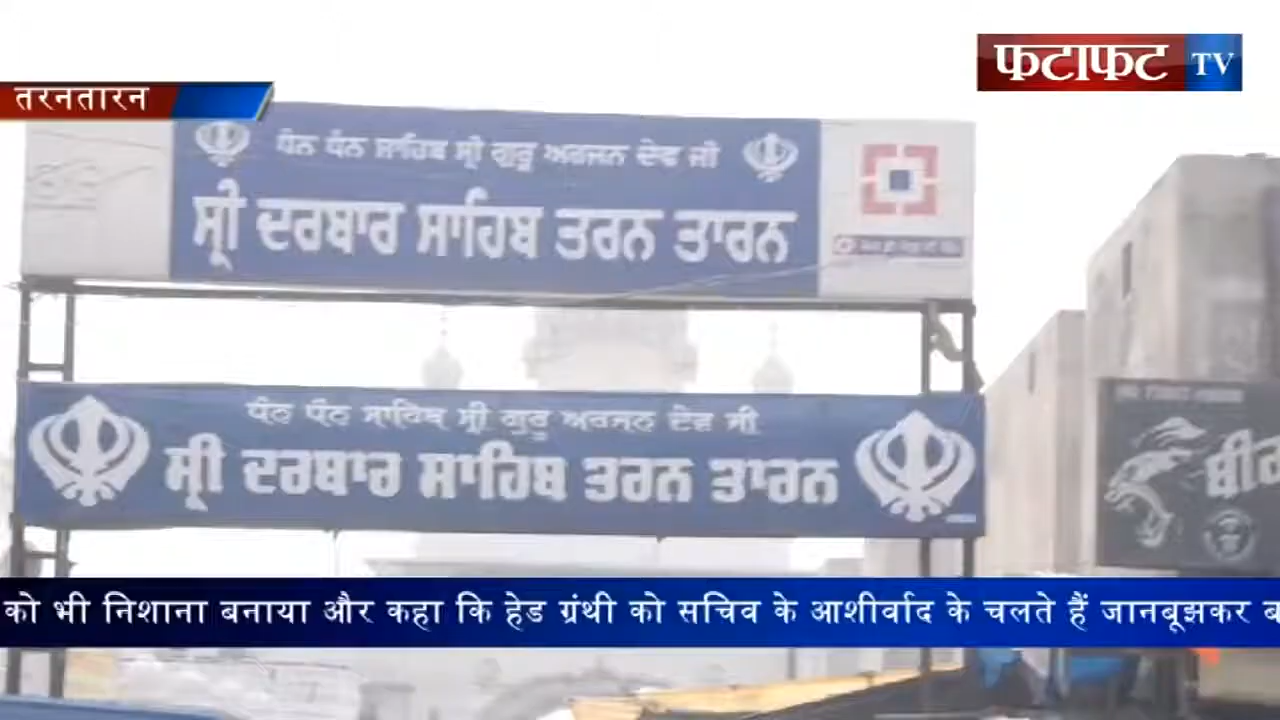 फटाफट TV
तरनतारन
ਧੰਨ ਧੰਨ ਸਾਹਿਬ ਸ੍ਰੀ ਗੁਰੂ ਅਰਜਨ ਦੇਵ ਜੀ
ਸ੍ਰੀ ਦਰਬਾਰ ਸਾਹਿਬ ਤਰਨ ਤਾਰਨ
ਧੰਨ ਧੰਨ ਸਾਹਿਬ ਸ੍ਰੀ ਗੁਰੂ ਅਰਜਨ ਦੇਵ ਜੀ
ਸ੍ਰੀ ਦਰਬਾਰ ਸਾਹਿਬ ਤਰਨ ਤਾਰਨ
को भी निशाना बनाया और कहा कि हेड ग्रंथी को सचिव के आशीर्वाद के चलते हैं जानबूझकर ब